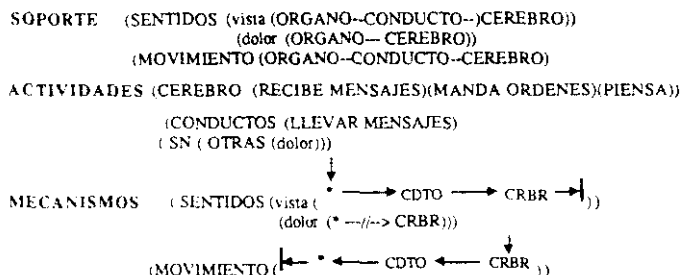 SOPORTE (SENTIDOS (vista (ORGANO--CONDUCTO--)CEREBRO))
(dolor (ORGANO--- CEREBRO))
(MOVIMIENTO (ORGANO--CONDUCTO--CEREBRO)
ACTIVIDADES (CEREBRO (RECIBE MENSAJES)(MANDA ORDENES)(PIENSA))
(CONDUCTOS (LLEVAR MENSAJES)
( SN ( OTRAS (dolor)))
MECANISMOS ( SENTIDOS (vista ( * → CDTO → CRBR → ))
(dolor (* ---//--> CRBR)))
(MOVIMIENTO ( ← * ← CDTO ← CRBR ))